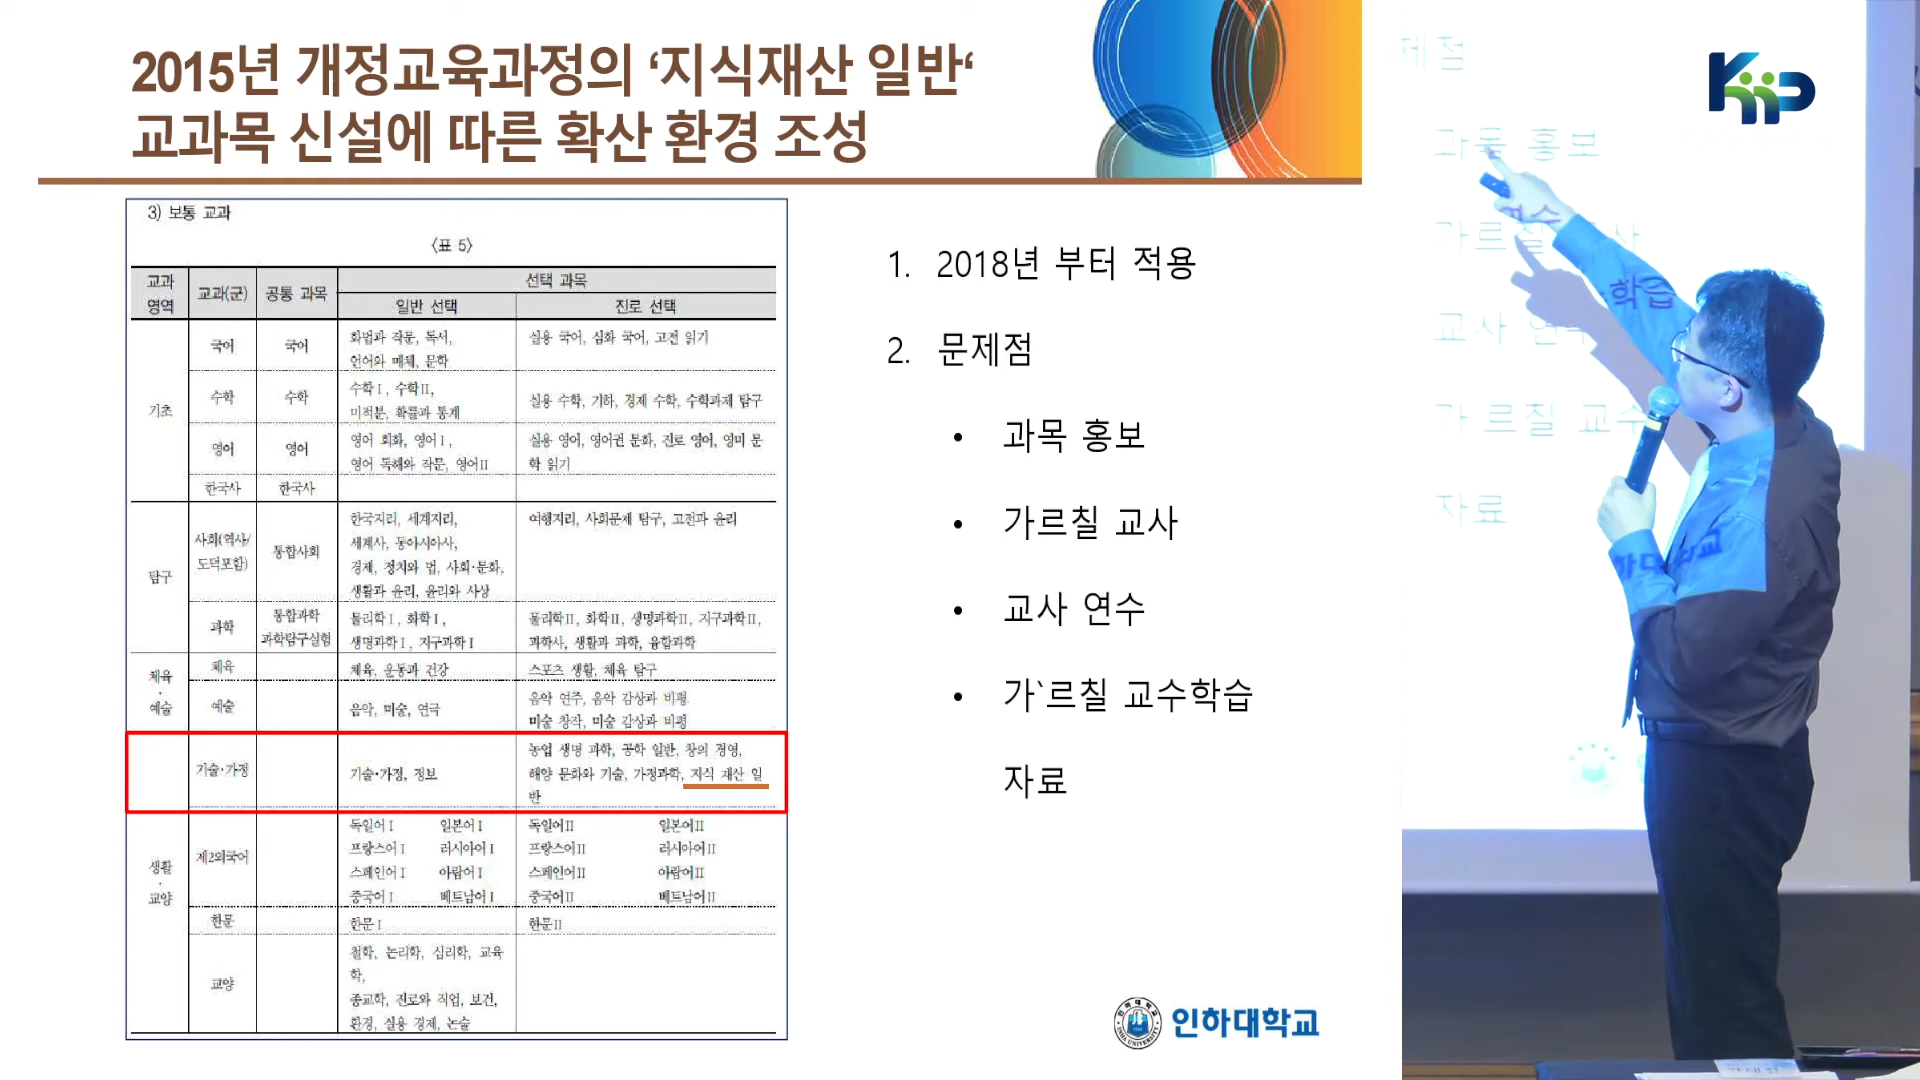 2015년 개정교육과정의 ‘지식재산 일반‘
교과목 신설에 따른 확산 환경 조성
3) 보통 교과
〈표 5〉
교과
영역
교과(군)
공통 과목
선택 과목
일반 선택
진로 선택
기초
국어
국어
화법과 작문, 독서,
언어와 매체, 문학
실용 국어, 심화 국어, 고전 읽기
수학
수학
수학Ⅰ, 수학Ⅱ,
미적분, 확률과 통계
실용 수학, 기하, 경제 수학, 수학과제 탐구
영어
영어
영어 회화, 영어Ⅰ,
영어 독해와 작문, 영어Ⅱ
실용 영어, 영어권 문화, 진로 영어, 영미 문
학 읽기
한국사
한국사
탐구
사회(역사/
도덕포함)
통합사회
한국지리, 세계지리,
세계사, 동아시아사,
경제, 정치와 법, 사회·문화,
생활과 윤리, 윤리와 사상
여행지리, 사회문제 탐구, 고전과 윤리
과학
통합과학
과학탐구실험
물리학Ⅰ, 화학Ⅰ,
생명과학Ⅰ, 지구과학Ⅰ
물리학Ⅱ, 화학Ⅱ, 생명과학Ⅱ, 지구과학Ⅱ,
과학사, 생활과 과학, 융합과학
체육
·
예술
체육
체육, 운동과 건강
스포츠 생활, 체육 탐구
예술
음악, 미술, 연극
음악 연주, 음악 감상과 비평
미술 창작, 미술 감상과 비평
기술·가정
기술·가정, 정보
농업 생명 과학, 공학 일반, 창의 경영,
해양 문화와 기술, 가정과학, 지식 재산 일
반
생활
·
교양
제2외국어
독일어Ⅰ 일본어Ⅰ
프랑스어Ⅰ 러시아어Ⅰ
스페인어Ⅰ 아랍어Ⅰ
중국어Ⅰ 베트남어Ⅰ
독일어Ⅱ 일본어Ⅱ
프랑스어Ⅱ 러시아어Ⅱ
스페인어Ⅱ 아랍어Ⅱ
중국어Ⅱ 베트남어Ⅱ
한문
한문Ⅰ
한문Ⅱ
교양
철학, 논리학, 심리학, 교육
학,
종교학, 진로와 직업, 보건,
환경, 실용 경제, 논술
1. 2018년 부터 적용
2. 문제점
• 과목 홍보
• 가르칠 교사
• 교사 연수
• 가`르칠 교수학습
자료
인하대학교
KIIP
제점
과목 홍보
가르 사
교사 연수
가 르칠 교수
학습
자료
하대학교